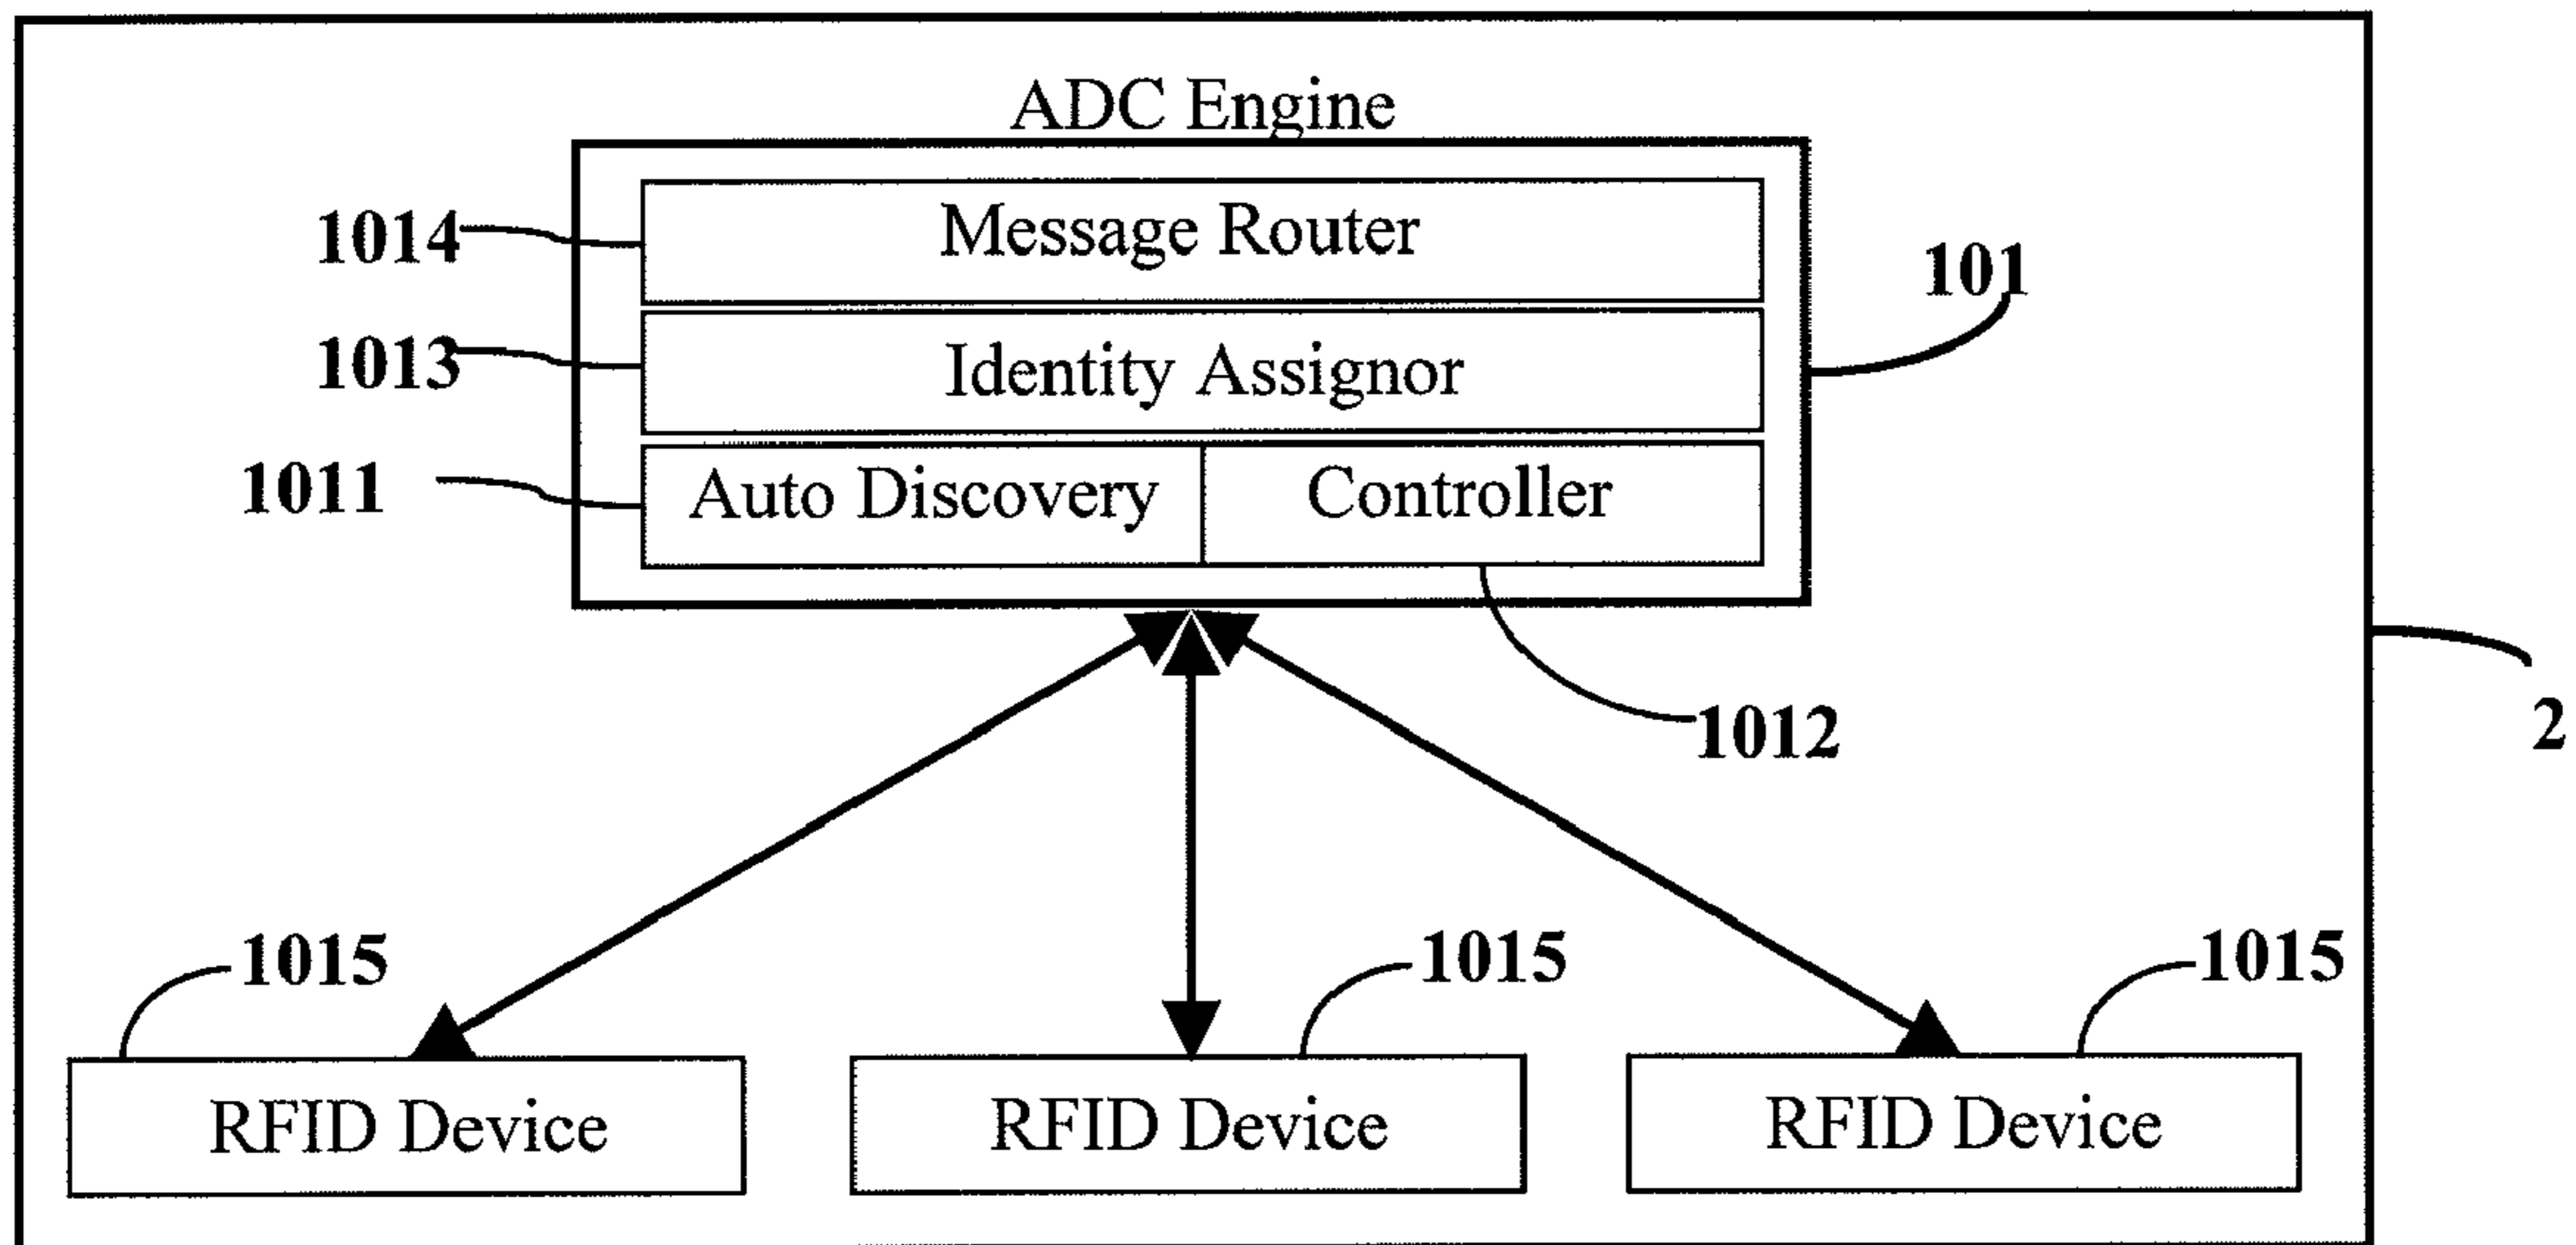 ADC Engine
1014
Message Router
101
1013
Identity Assignor
1011
Auto Discovery
Controller
1012
2
1015
1015
1015
RFID Device
RFID Device
RFID Device